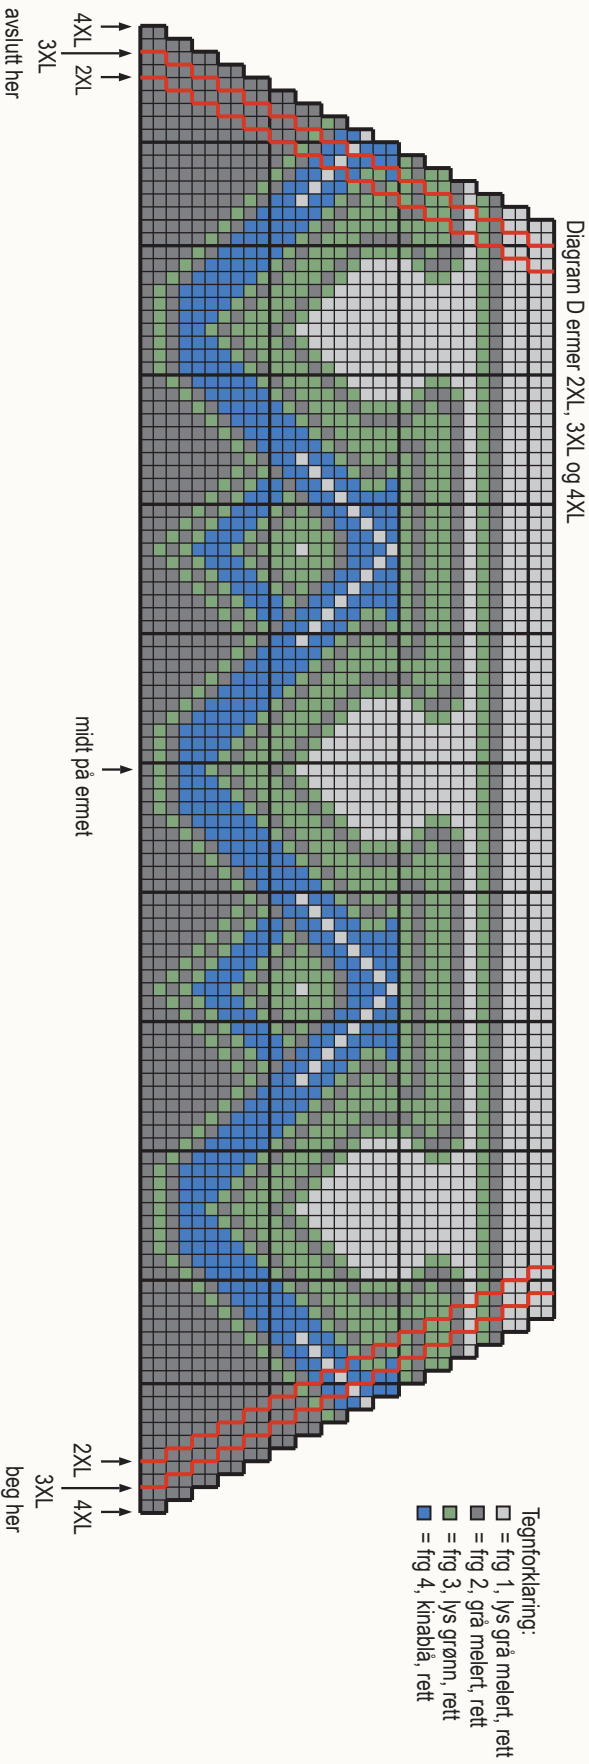 Diagram D ermer 2XL, 3XL og 4XL
avslutt her
4XL
3XL
2XL
midt på ermet
2XL
3XL
4XL
beg her
Tegnforklaring:
= frg 1, lys grå melert, rett
= frg 2, grå melert, rett
= frg 3, lys grønn, rett
= frg 4, kinablå, rett